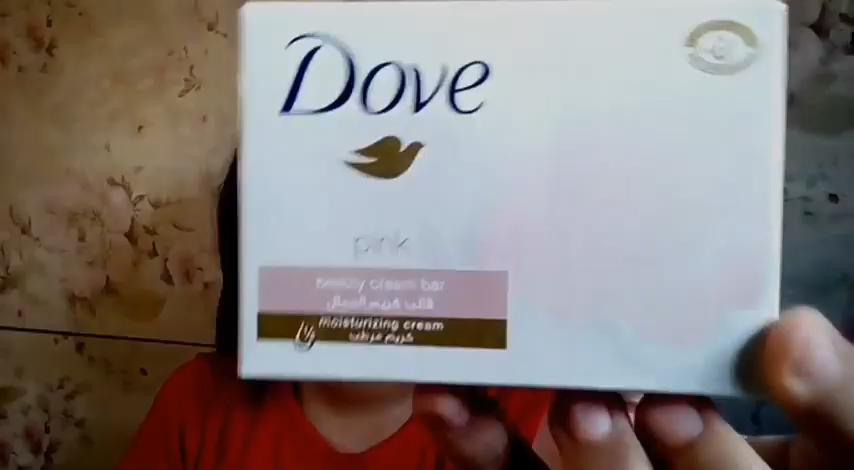 Dove
pink
beauty cream bar
قالب كريم الجمال
moisturizing cream
كريم مرطب